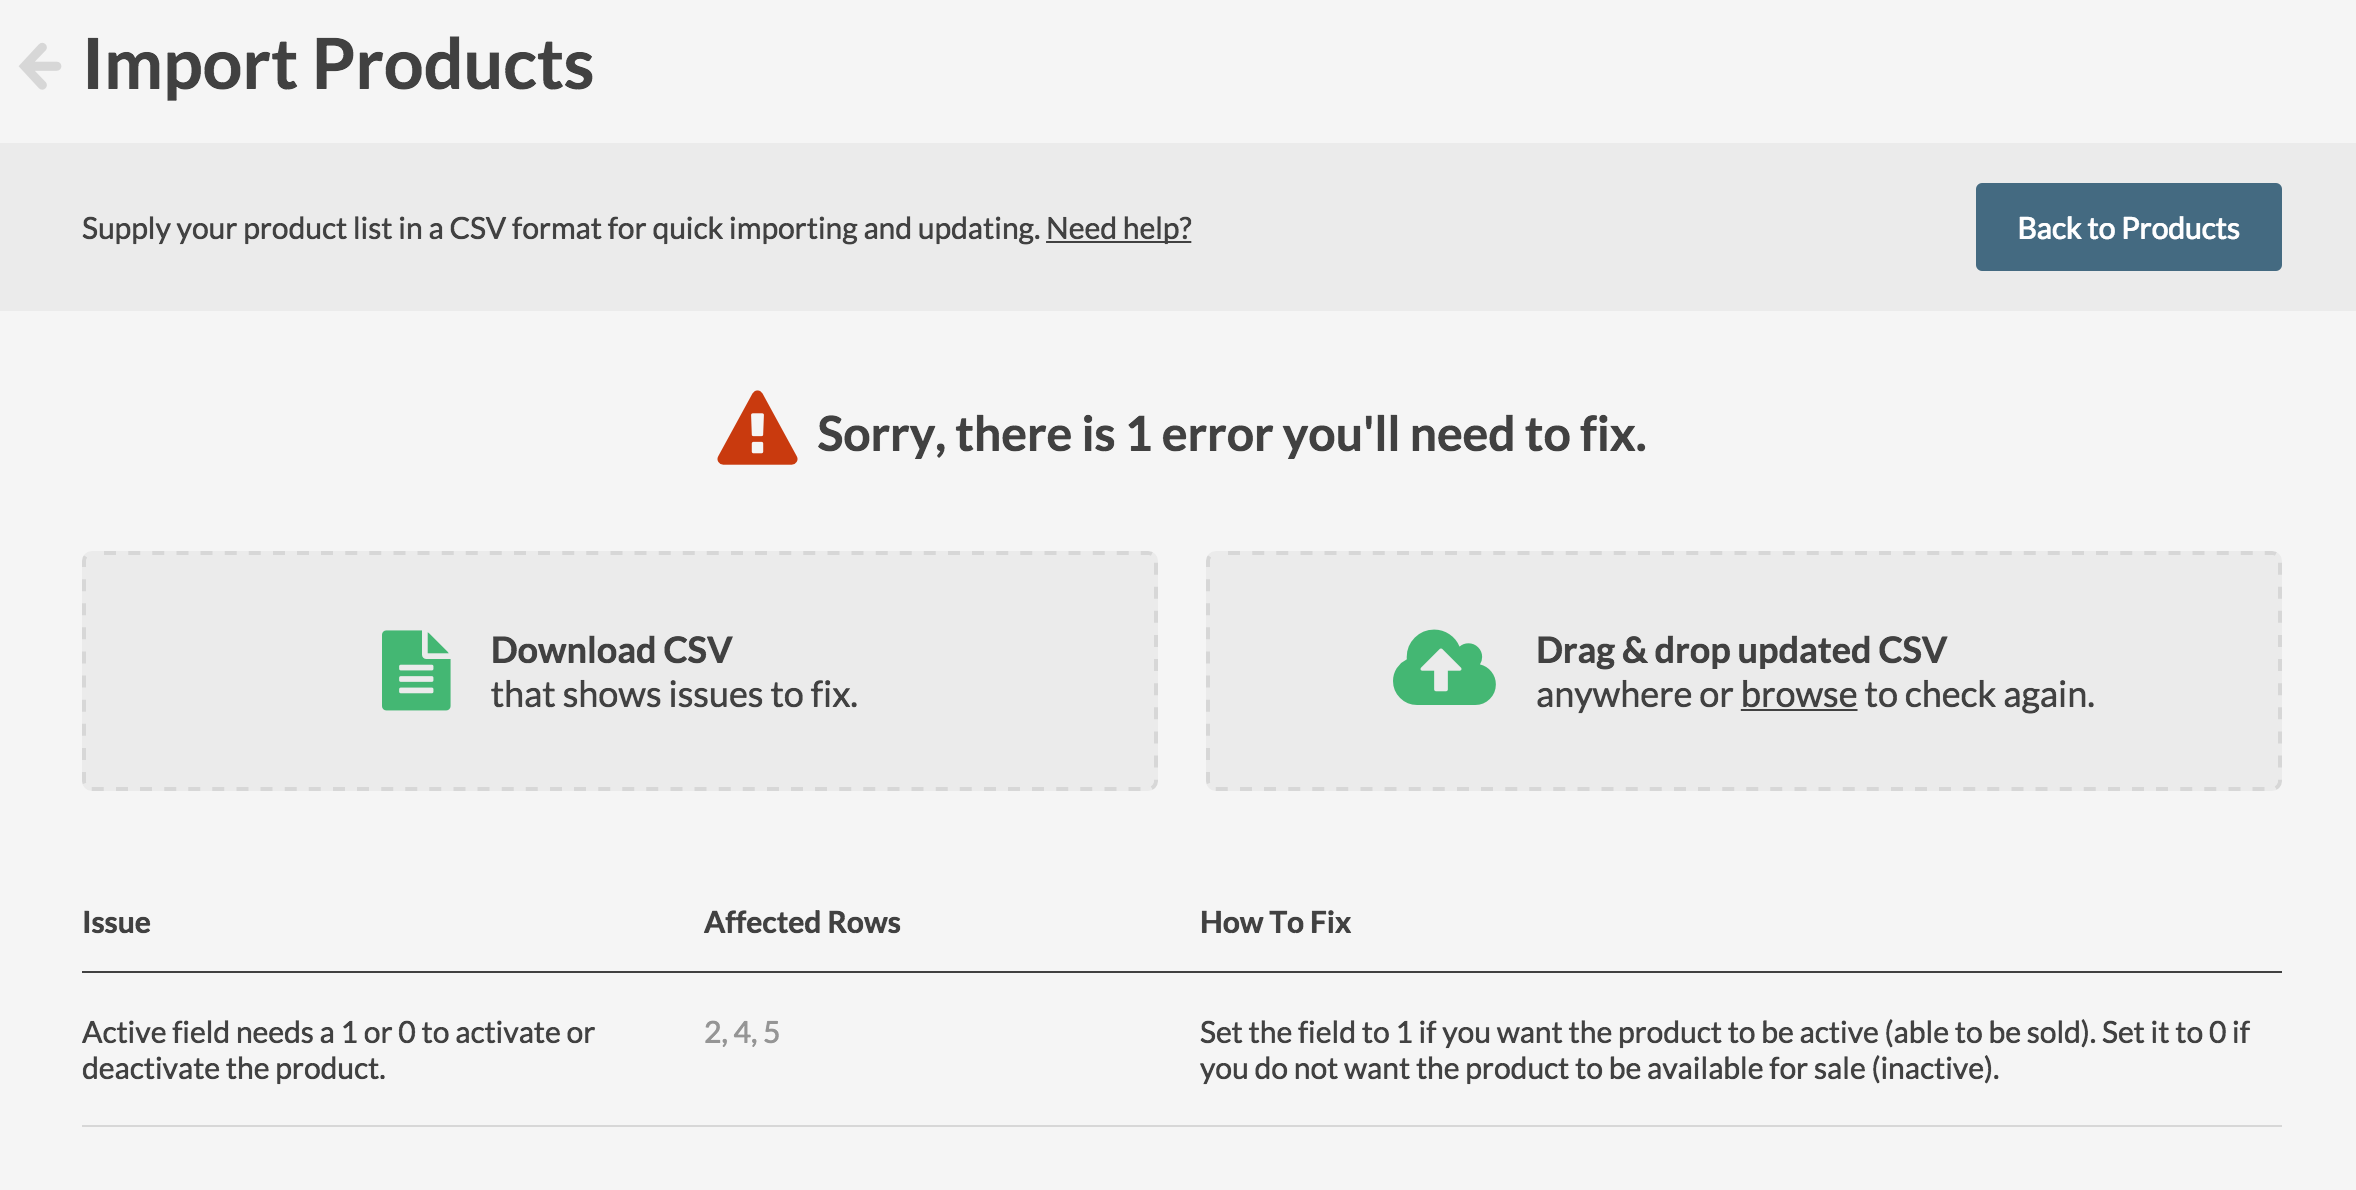 Import Products
Supply your product list in a CSV format for quick importing and updating. Need help?
Back to Products
Sorry, there is 1 error you'll need to fix.
Download CSV
that shows issues to fix.
Drag & drop updated CSV
anywhere or browse to check again.
Issue
Affected Rows
How To Fix
Active field needs a 1 or 0 to activate or
deactivate the product.
2, 4, 5
Set the field to 1 if you want the product to be active (able to be sold). Set it to 0 if
you do not want the product to be available for sale (inactive).